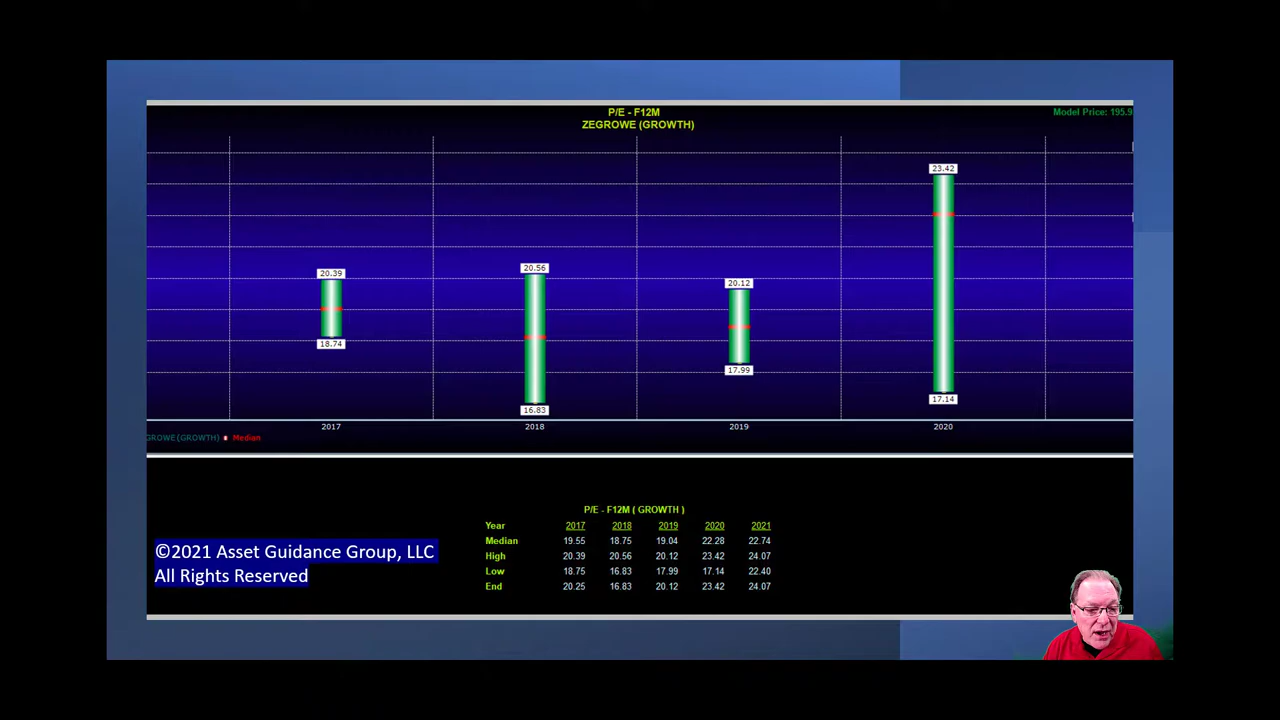 P/E - F12M
ZEGROWE (GROWTH)
Model Price: 195.9
23.42
20.39
20.56
20.12
18.74
17.99
17.14
16.83
2017 2018 2019 2020
GROWE(GROWTH) Median
P/E - F12M ( GROWTH )
Year 2017 2018 2019 2020 2021
Median 19.55 18.75 19.04 22.28 22.74
High 20.39 20.56 20.12 23.42 24.07
Low 18.75 16.83 17.99 17.14 22.40
End 20.25 16.83 20.12 23.42 24.07
©2021 Asset Guidance Group, LLC
All Rights Reserved